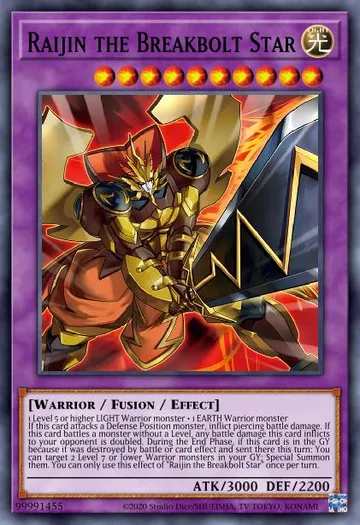 RAIJIN THE BREAKBOLT STAR
LIGHT
光
[WARRIOR / FUSION / EFFECT]
1 Level 5 or higher LIGHT Warrior monster + 1 EARTH Warrior monster
If this card attacks a Defense Position monster, inflict piercing battle damage. If
this card battles a monster without a Level, any battle damage this card inflicts
to your opponent is doubled. During the End Phase, if this card is in the GY
because it was destroyed by battle or card effect and sent there this turn: You
can target 2 Level 7 or lower Warrior monsters in your GY; Special Summon
them. You can only use this effect of "Raijin the Breakbolt Star" once per turn.
ATK/3000 DEF/2200
99991455 ©2020 Studio Dice/SHUEISHA, TV TOKYO, KONAMI